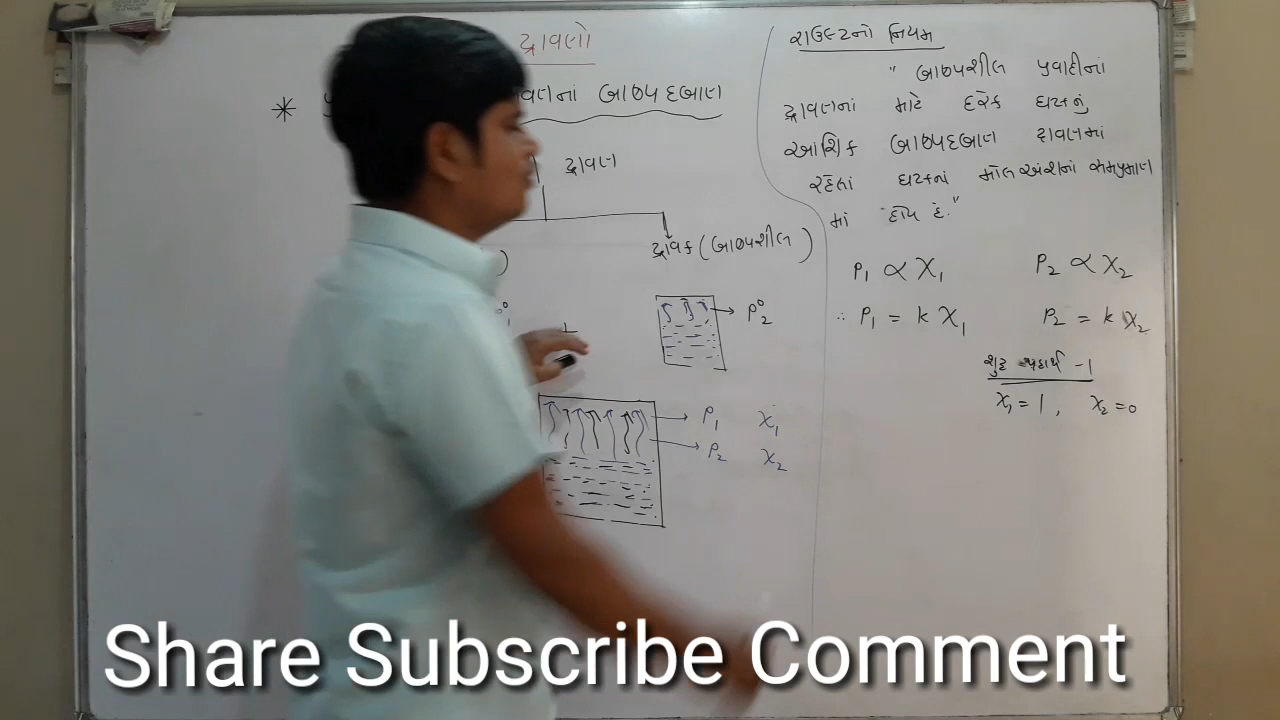 દ્રાવણો
* વણનાં બાષ્પદબાણ
દ્રાવણ
દ્રાવક (બાષ્પશીલ)
P₂⁰
+
P₁ X₁
P₂ X₂
રાઉલ્ટનો નિયમ
" બાષ્પશીલ પ્રવાહીનાં
દ્રાવણનાં માટે દરેક ઘટકનું
આંશિક બાષ્પદબાણ દ્રાવણમાં
રહેલાં ઘટકનાં મોલઅંશનાં સમપ્રમાણ
માં હોય છે."
P₁ ∝ X₁ P₂ ∝ X₂
∴ P₁ = K X₁ P₂ = K X₂
શુદ્ધ પદાર્થ -1
X₁ = 1, X₂ = 0
Share Subscribe Comment